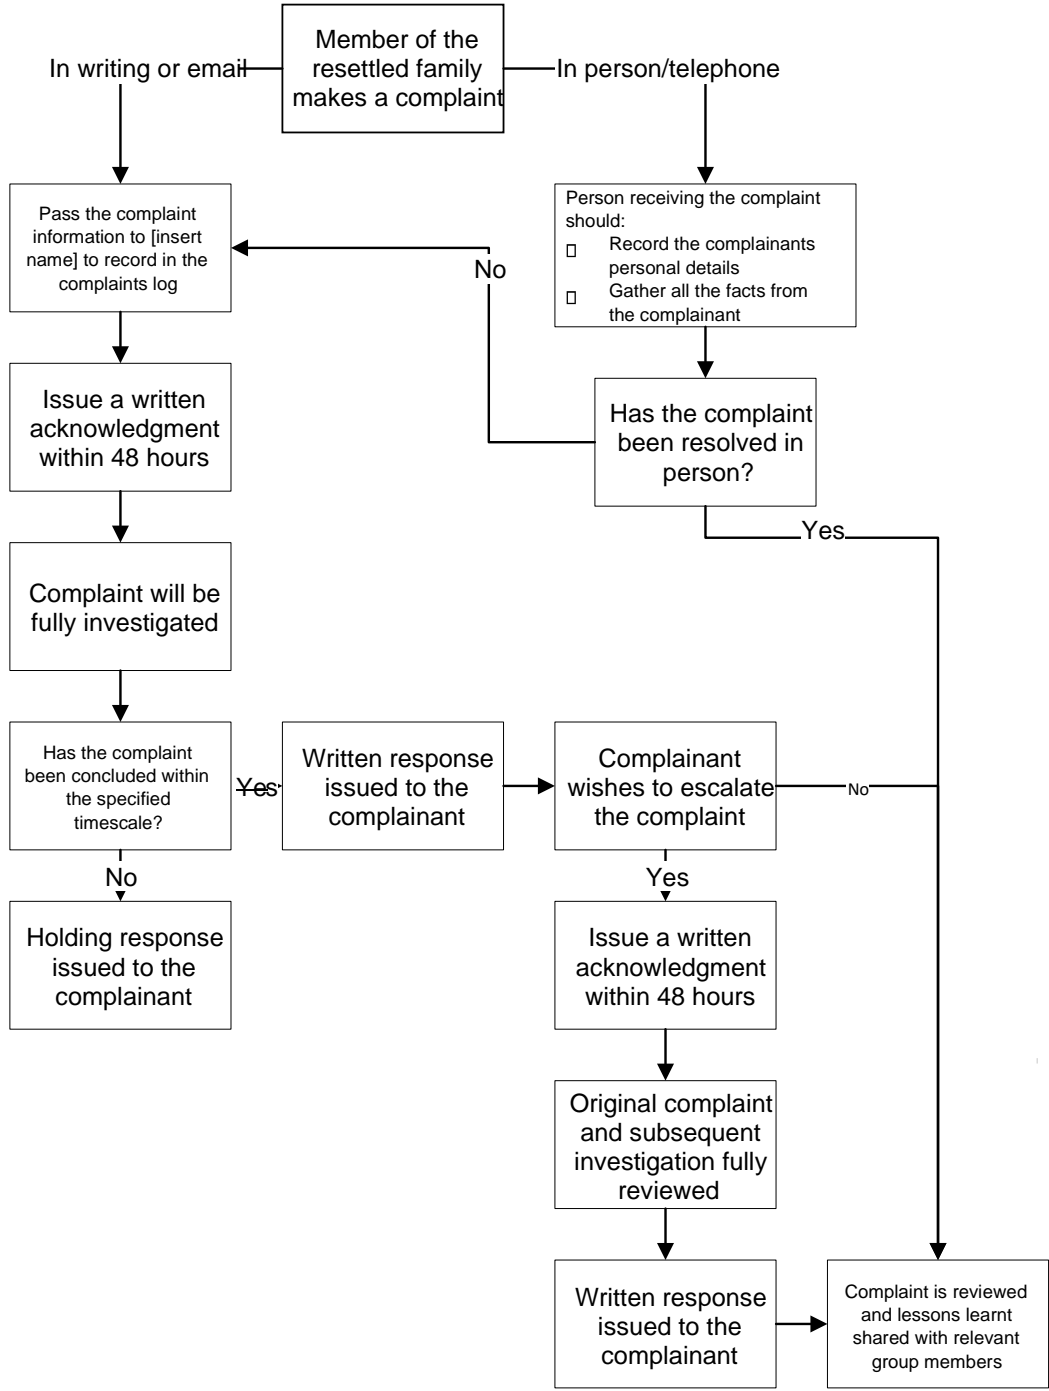 Member of the
resettled family
makes a complaint
In writing or email
In person/telephone
Pass the complaint
information to [insert
name] to record in the
complaints log
Person receiving the complaint
should:
Record the complainants
personal details
Gather all the facts from
the complainant
No
Issue a written
acknowledgment
within 48 hours
Has the complaint
been resolved in
person?
Yes
Complaint will be
fully investigated
Has the complaint
been concluded within
the specified
timescale?
Yes
Written response
issued to the
complainant
Complainant
wishes to escalate
the complaint
No
No
Yes
Holding response
issued to the
complainant
Issue a written
acknowledgment
within 48 hours
Original complaint
and subsequent
investigation fully
reviewed
Written response
issued to the
complainant
Complaint is reviewed
and lessons learnt
shared with relevant
group members